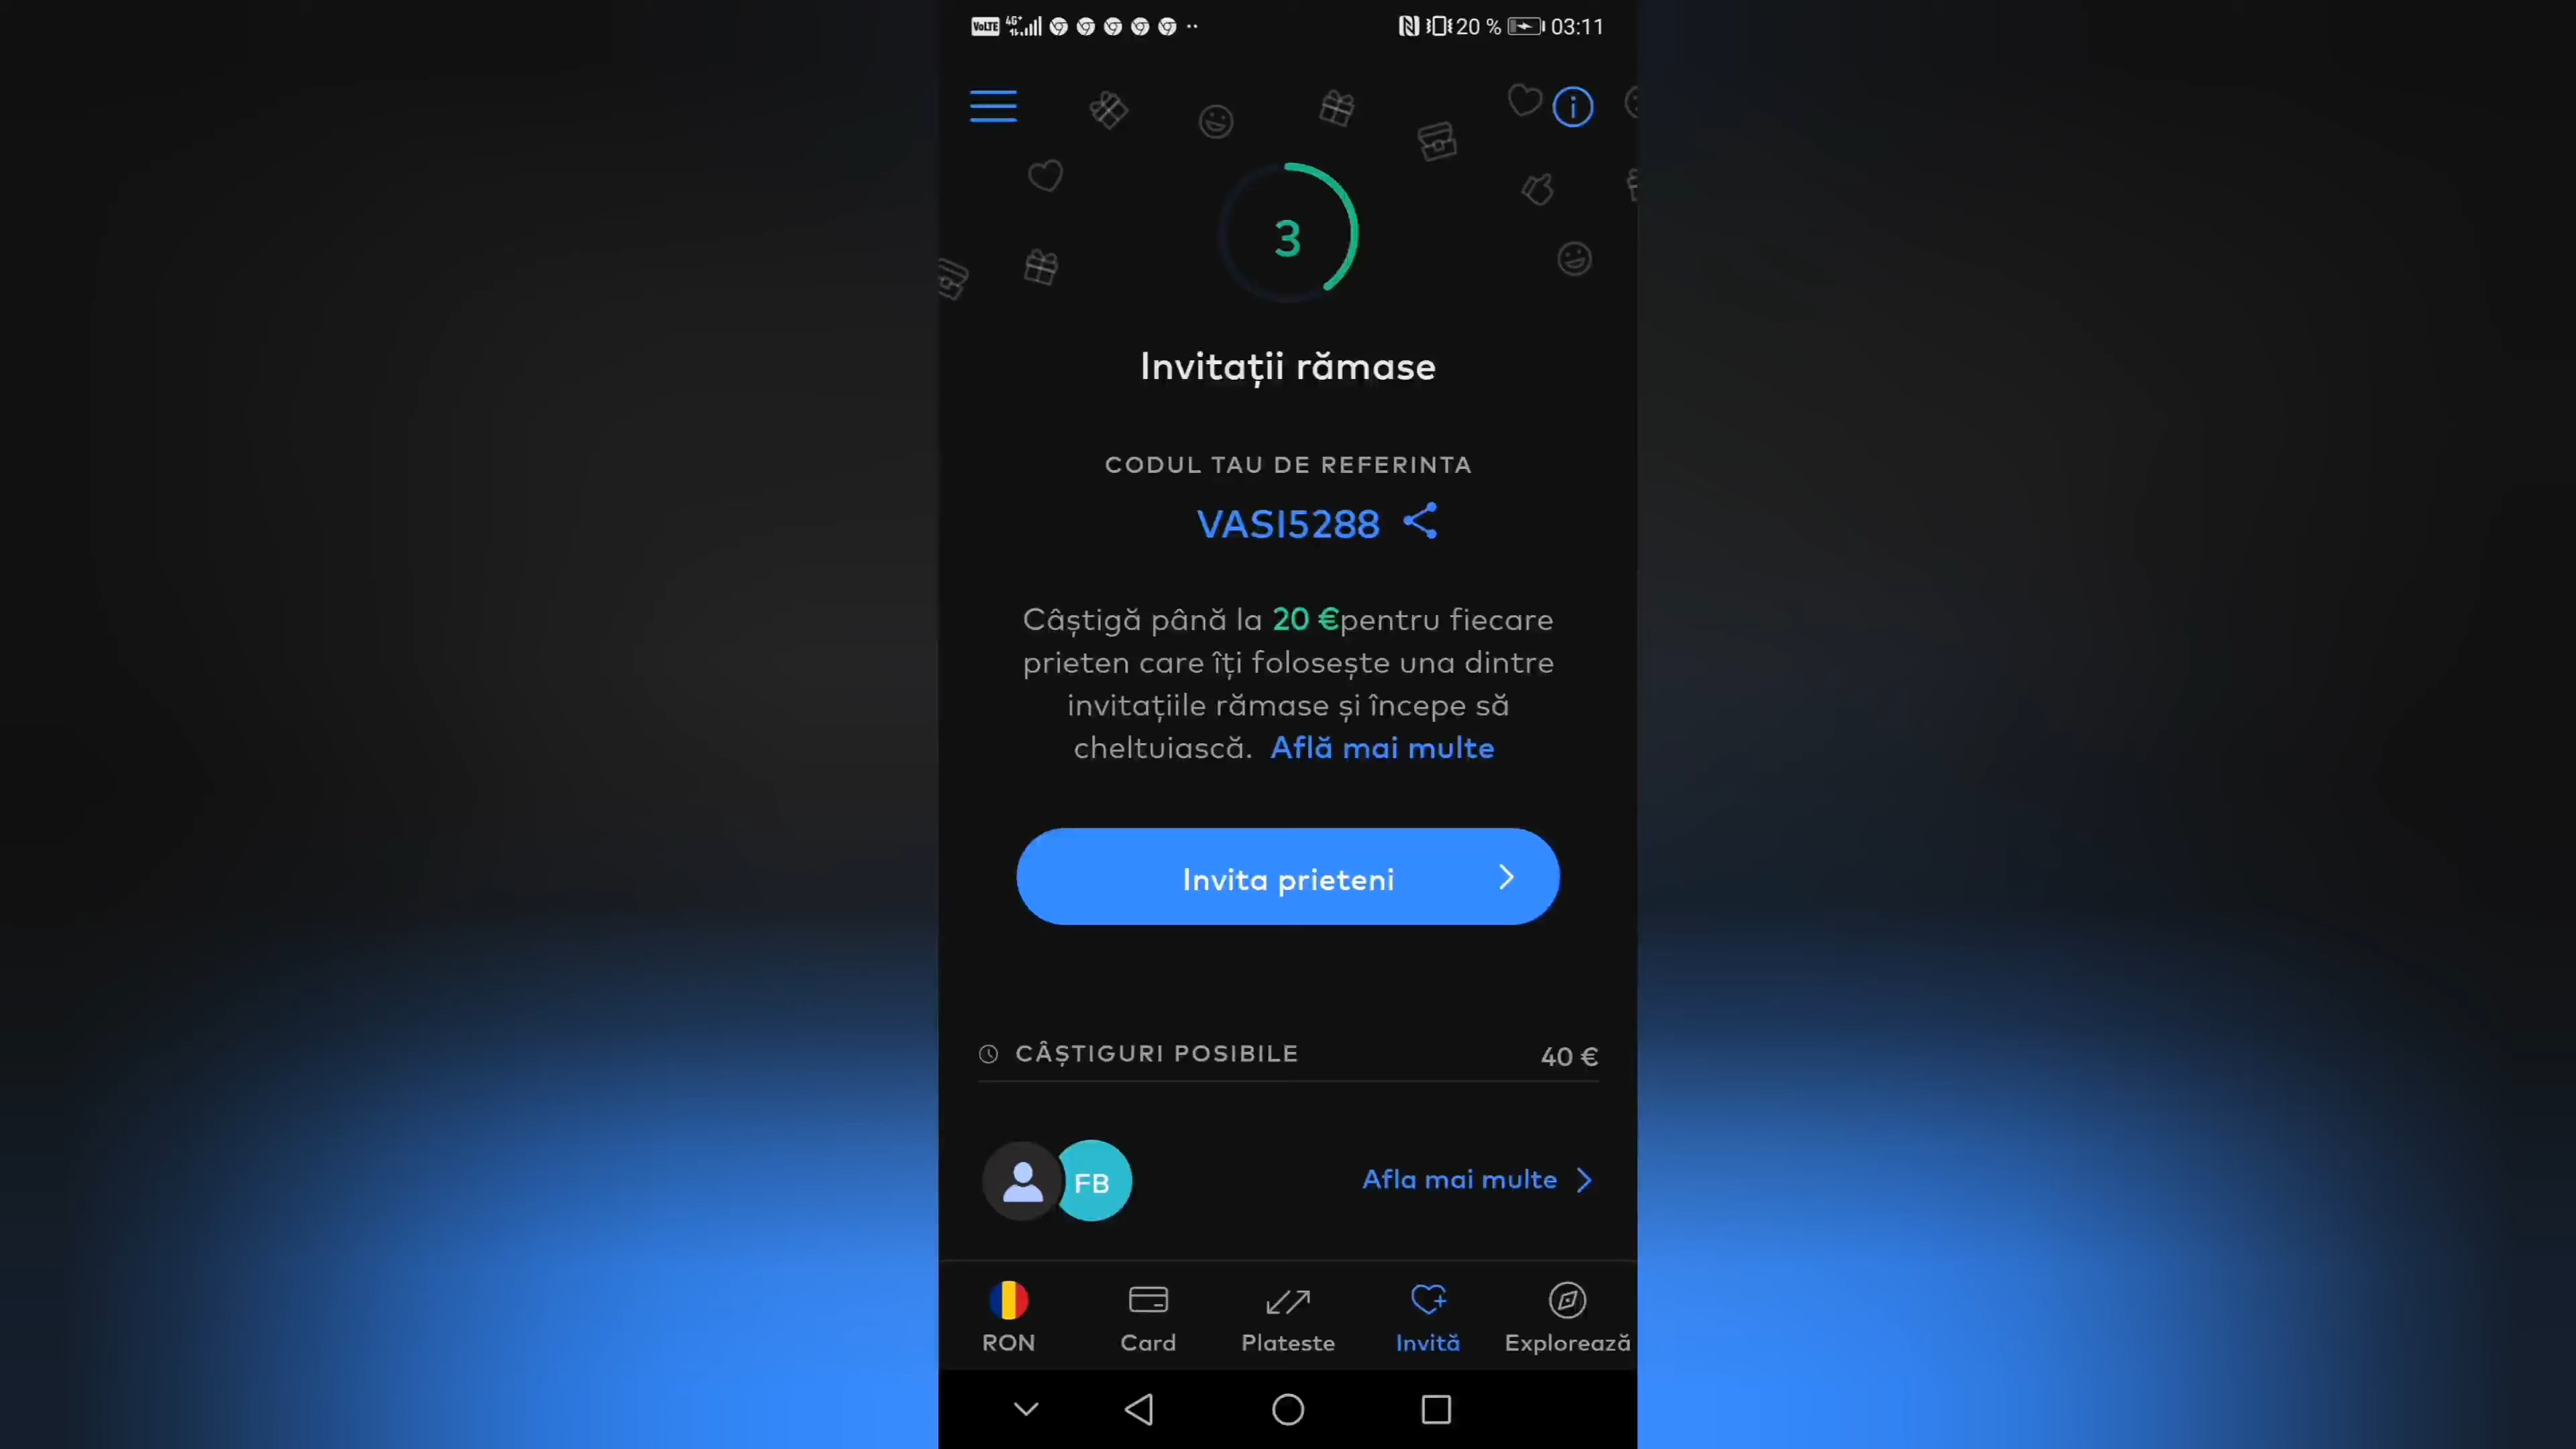 VoLTE 4G+ 20 % 03:11
3
Invitații rămase
CODUL TAU DE REFERINTA
VASI5288
Câștigă până la 20 €pentru fiecare
prieten care îți folosește una dintre
invitațiile rămase și începe să
cheltuiască. Află mai multe
Invita prieteni
CÂȘTIGURI POSIBILE 40 €
FB Afla mai multe
RON Card Plateste Invită Explorează